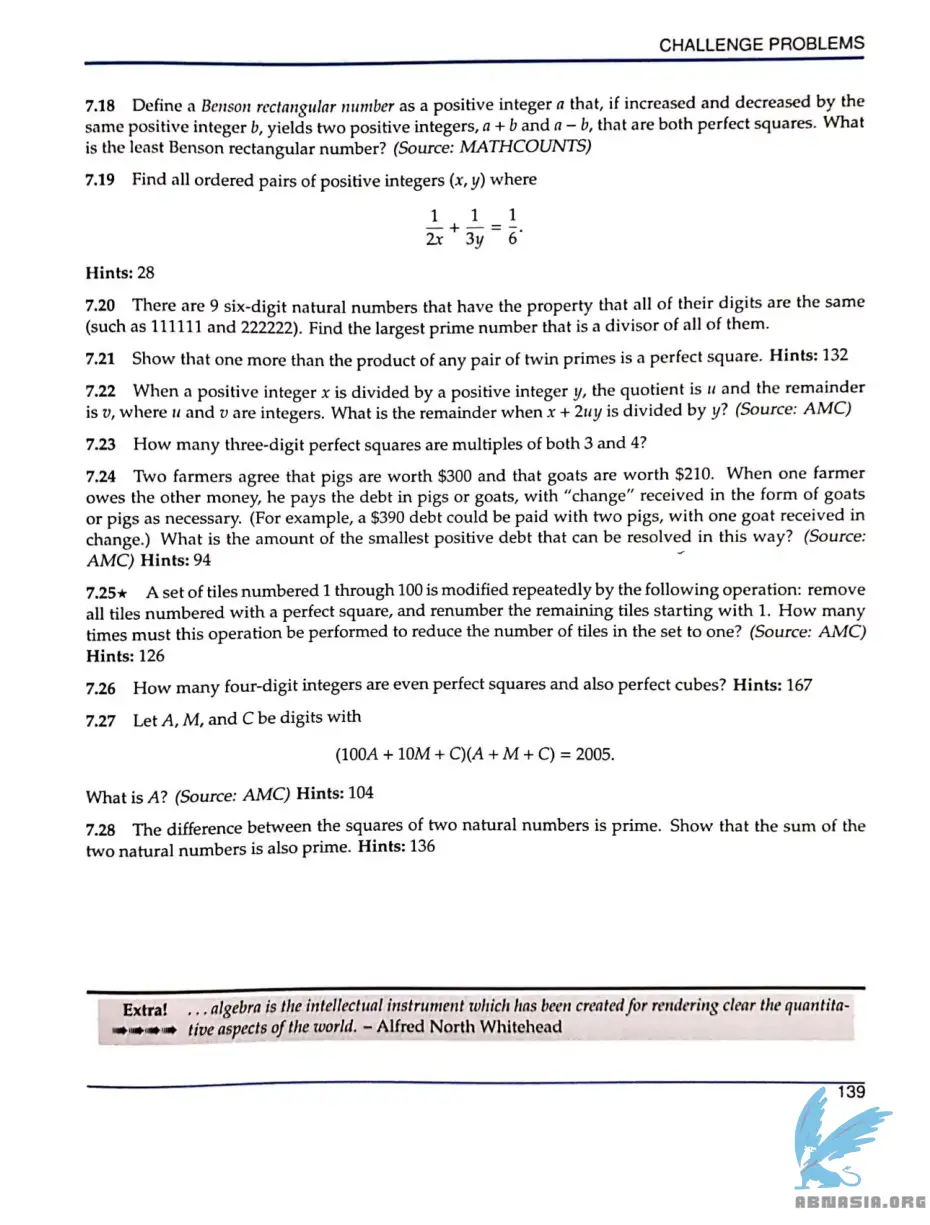 CHALLENGE PROBLEMS
7.18 Define a Benson rectangular number as a positive integer a that, if increased and decreased by the
same positive integer b, yields two positive integers, a + b and a − b, that are both perfect squares. What
is the least Benson rectangular number? (Source: MATHCOUNTS)
7.19 Find all ordered pairs of positive integers (x, y) where
1/2x + 1/3y = 1/6.
Hints: 28
7.20 There are 9 six-digit natural numbers that have the property that all of their digits are the same
(such as 111111 and 222222). Find the largest prime number that is a divisor of all of them.
7.21 Show that one more than the product of any pair of twin primes is a perfect square. Hints: 132
7.22 When a positive integer x is divided by a positive integer y, the quotient is u and the remainder
is v, where u and v are integers. What is the remainder when x + 2uy is divided by y? (Source: AMC)
7.23 How many three-digit perfect squares are multiples of both 3 and 4?
7.24 Two farmers agree that pigs are worth $300 and that goats are worth $210. When one farmer
owes the other money, he pays the debt in pigs or goats, with "change" received in the form of goats
or pigs as necessary. (For example, a $390 debt could be paid with two pigs, with one goat received in
change.) What is the amount of the smallest positive debt that can be resolved in this way? (Source:
AMC) Hints: 94
7.25★ A set of tiles numbered 1 through 100 is modified repeatedly by the following operation: remove
all tiles numbered with a perfect square, and renumber the remaining tiles starting with 1. How many
times must this operation be performed to reduce the number of tiles in the set to one? (Source: AMC)
Hints: 126
7.26 How many four-digit integers are even perfect squares and also perfect cubes? Hints: 167
7.27 Let A, M, and C be digits with
(100A + 10M + C)(A + M + C) = 2005.
What is A? (Source: AMC) Hints: 104
7.28 The difference between the squares of two natural numbers is prime. Show that the sum of the
two natural numbers is also prime. Hints: 136
Extra! . . . algebra is the intellectual instrument which has been created for rendering clear the quantita-
tive aspects of the world. – Alfred North Whitehead
139
ABNASIA.ORG